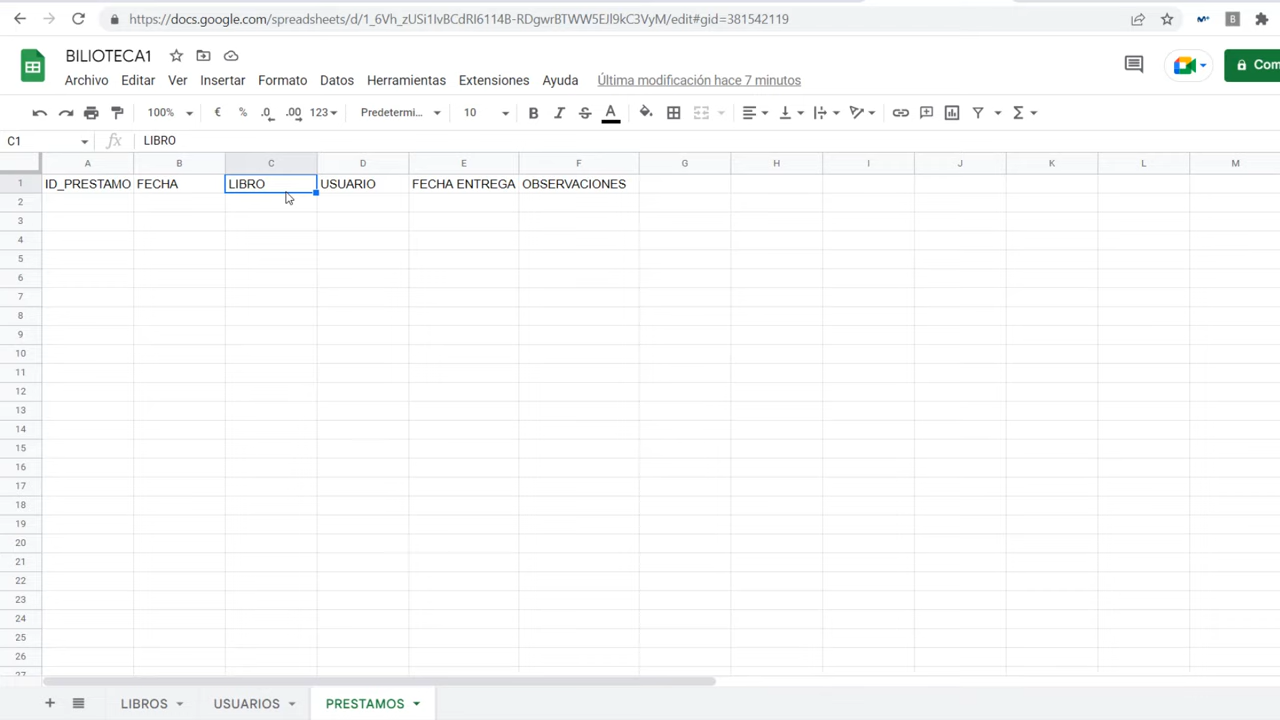 https://docs.google.com/spreadsheets/d/1_6Vh_zUSi1IvBCdRI6114B-RDgwrBTWW5EJl9kC3VyM/edit#gid=381542119
BILIOTECA1
Archivo Editar Ver Insertar Formato Datos Herramientas Extensiones Ayuda Última modificación hace 7 minutos
Com
100% € % .0 .00 123 Predetermi... 10 B I S A Σ
C1 fx LIBRO
A B C D E F G H I J K L M
1 ID_PRESTAMO FECHA LIBRO USUARIO FECHA ENTREGA OBSERVACIONES
2
3
4
5
6
7
8
9
10
11
12
13
14
15
16
17
18
19
20
21
22
23
24
25
26
27
+ LIBROS USUARIOS PRESTAMOS